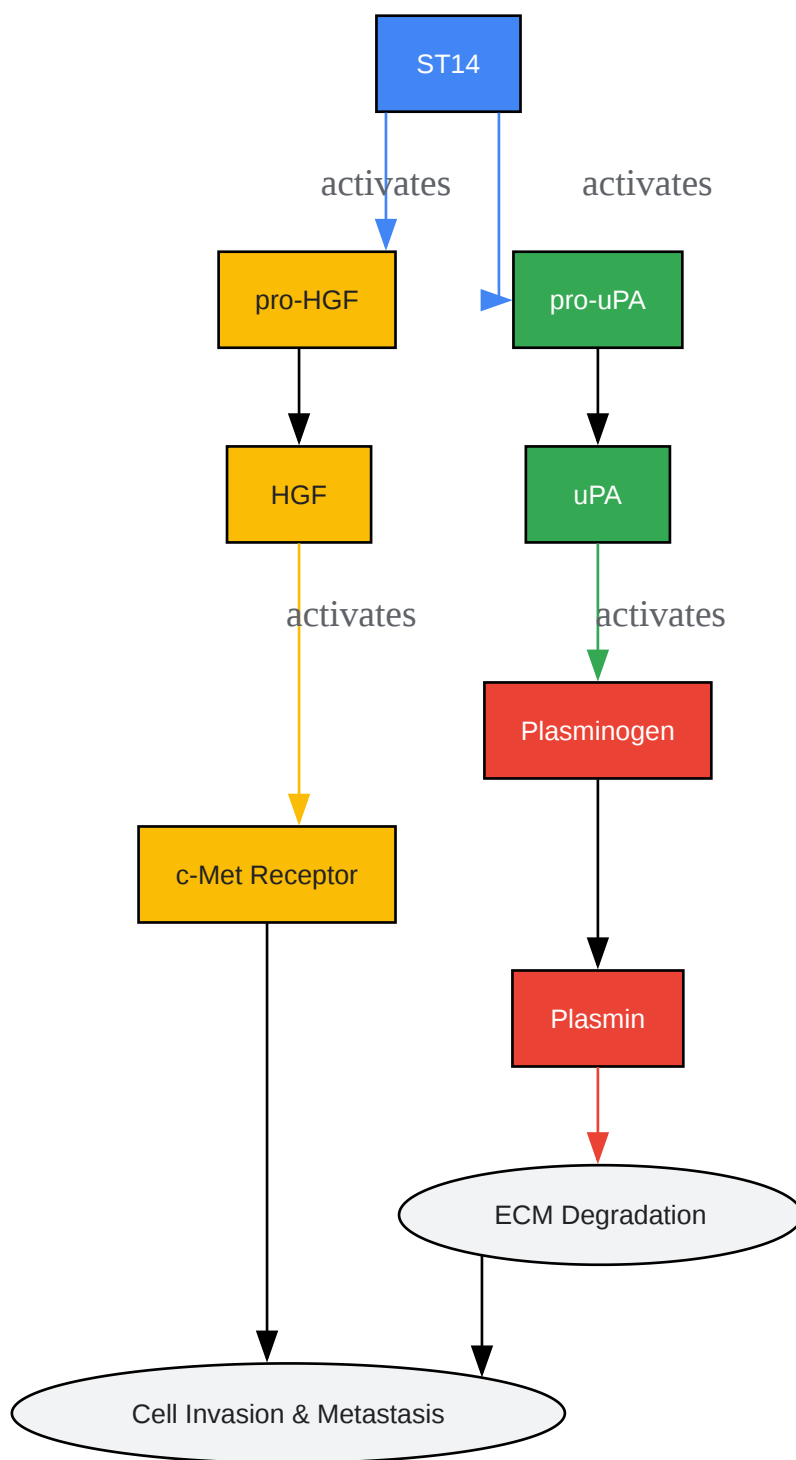 ST14
activates
activates
pro-HGF
pro-uPA
HGF
uPA
activates
activates
Plasminogen
c-Met Receptor
Plasmin
ECM Degradation
Cell Invasion & Metastasis